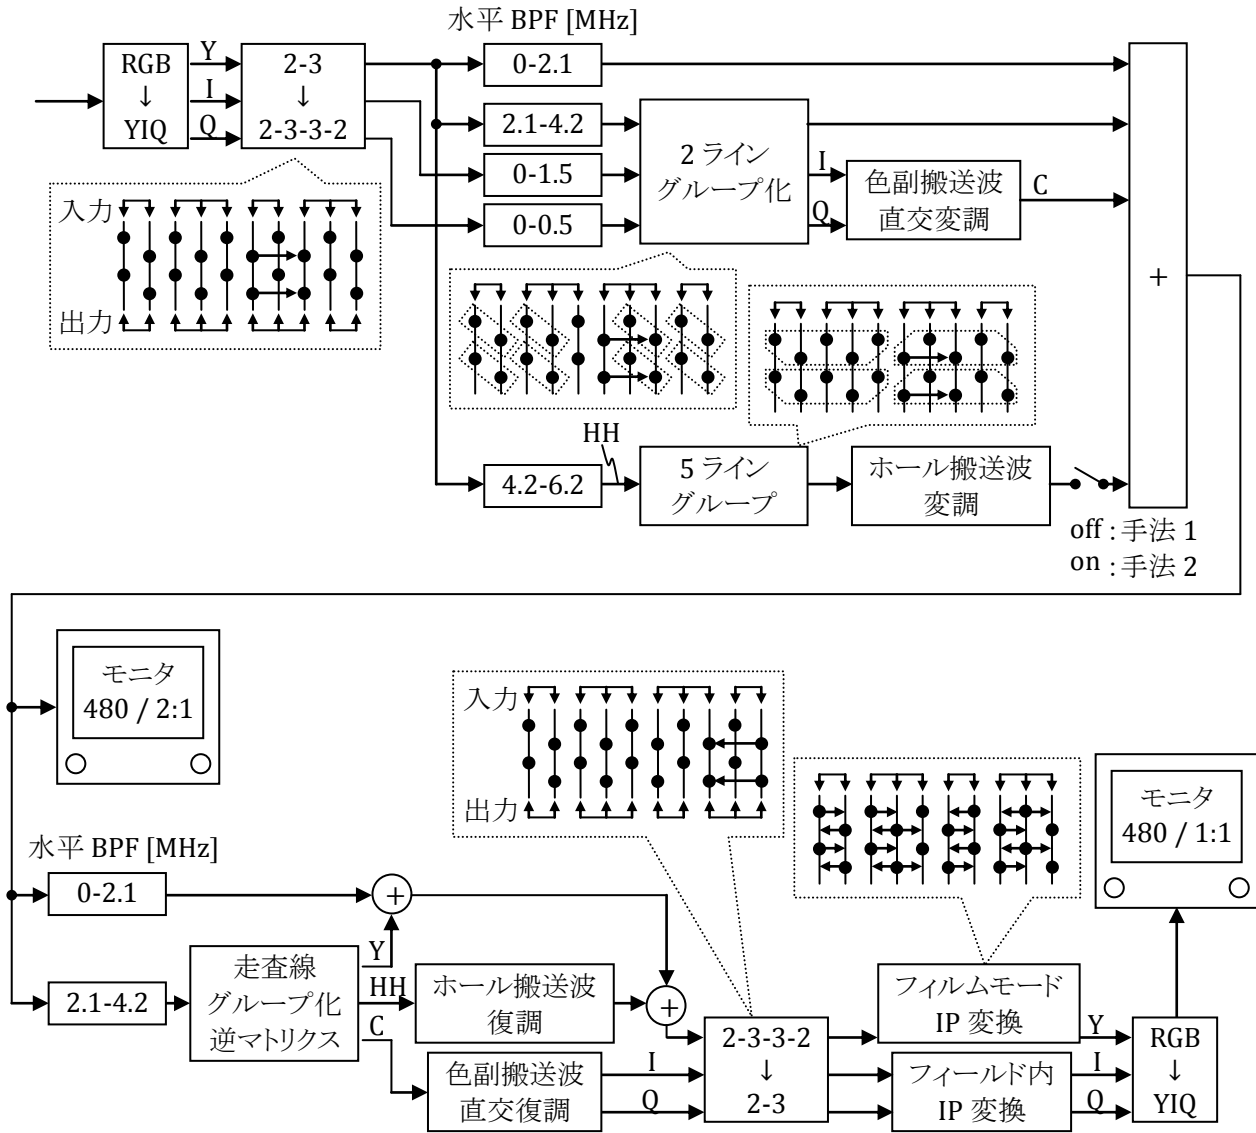 水平 BPF [MHz]
RGB
↓
YIQ
Y
I
Q
2-3
↓
2-3-3-2
0-2.1
2.1-4.2
0-1.5
0-0.5
2 ライン
グループ化
I
Q
色副搬送波
直交変調
C
+
入力
出力
HH
4.2-6.2
5 ライン
グループ
ホール搬送波
変調
off : 手法 1
on : 手法 2
モニタ
480 / 2:1
入力
出力
モニタ
480 / 1:1
水平 BPF [MHz]
0-2.1
+
2.1-4.2
走査線
グループ化
逆マトリクス
Y
HH
C
ホール搬送波
復調
+
色副搬送波
直交復調
I
Q
2-3-3-2
↓
2-3
フィルムモード
IP 変換
フィールド内
IP 変換
Y
I
Q
RGB
↓
YIQ